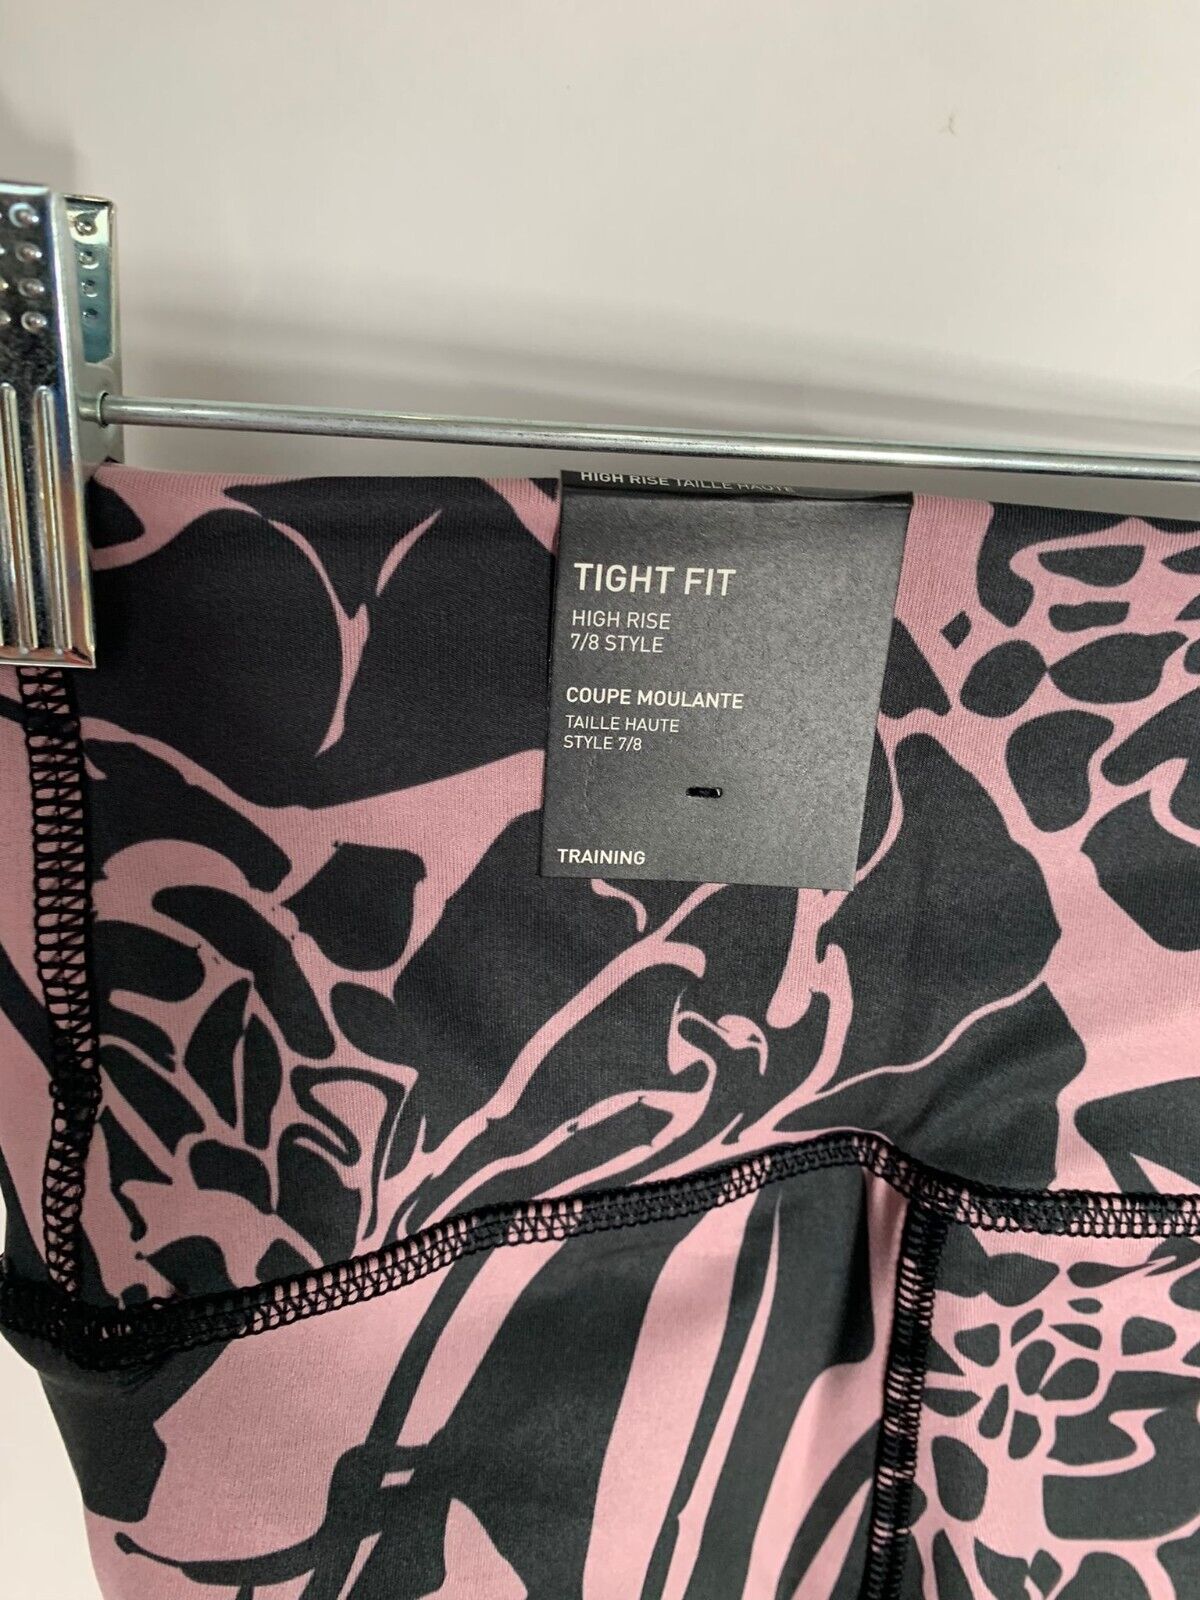 HIGH RISE TAILLE HAUTE
TIGHT FIT
HIGH RISE
7/8 STYLE
COUPE MOULANTE
TAILLE HAUTE
STYLE 7/8
TRAINING